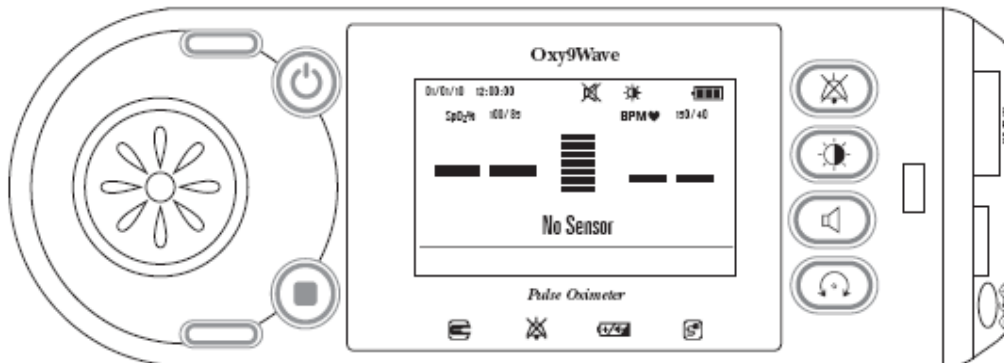 Oxy9Wave
01/01/10 12:00:00
SpO₂% 100/85 BPM♥ 150/40
No Sensor
Pulse Oximeter